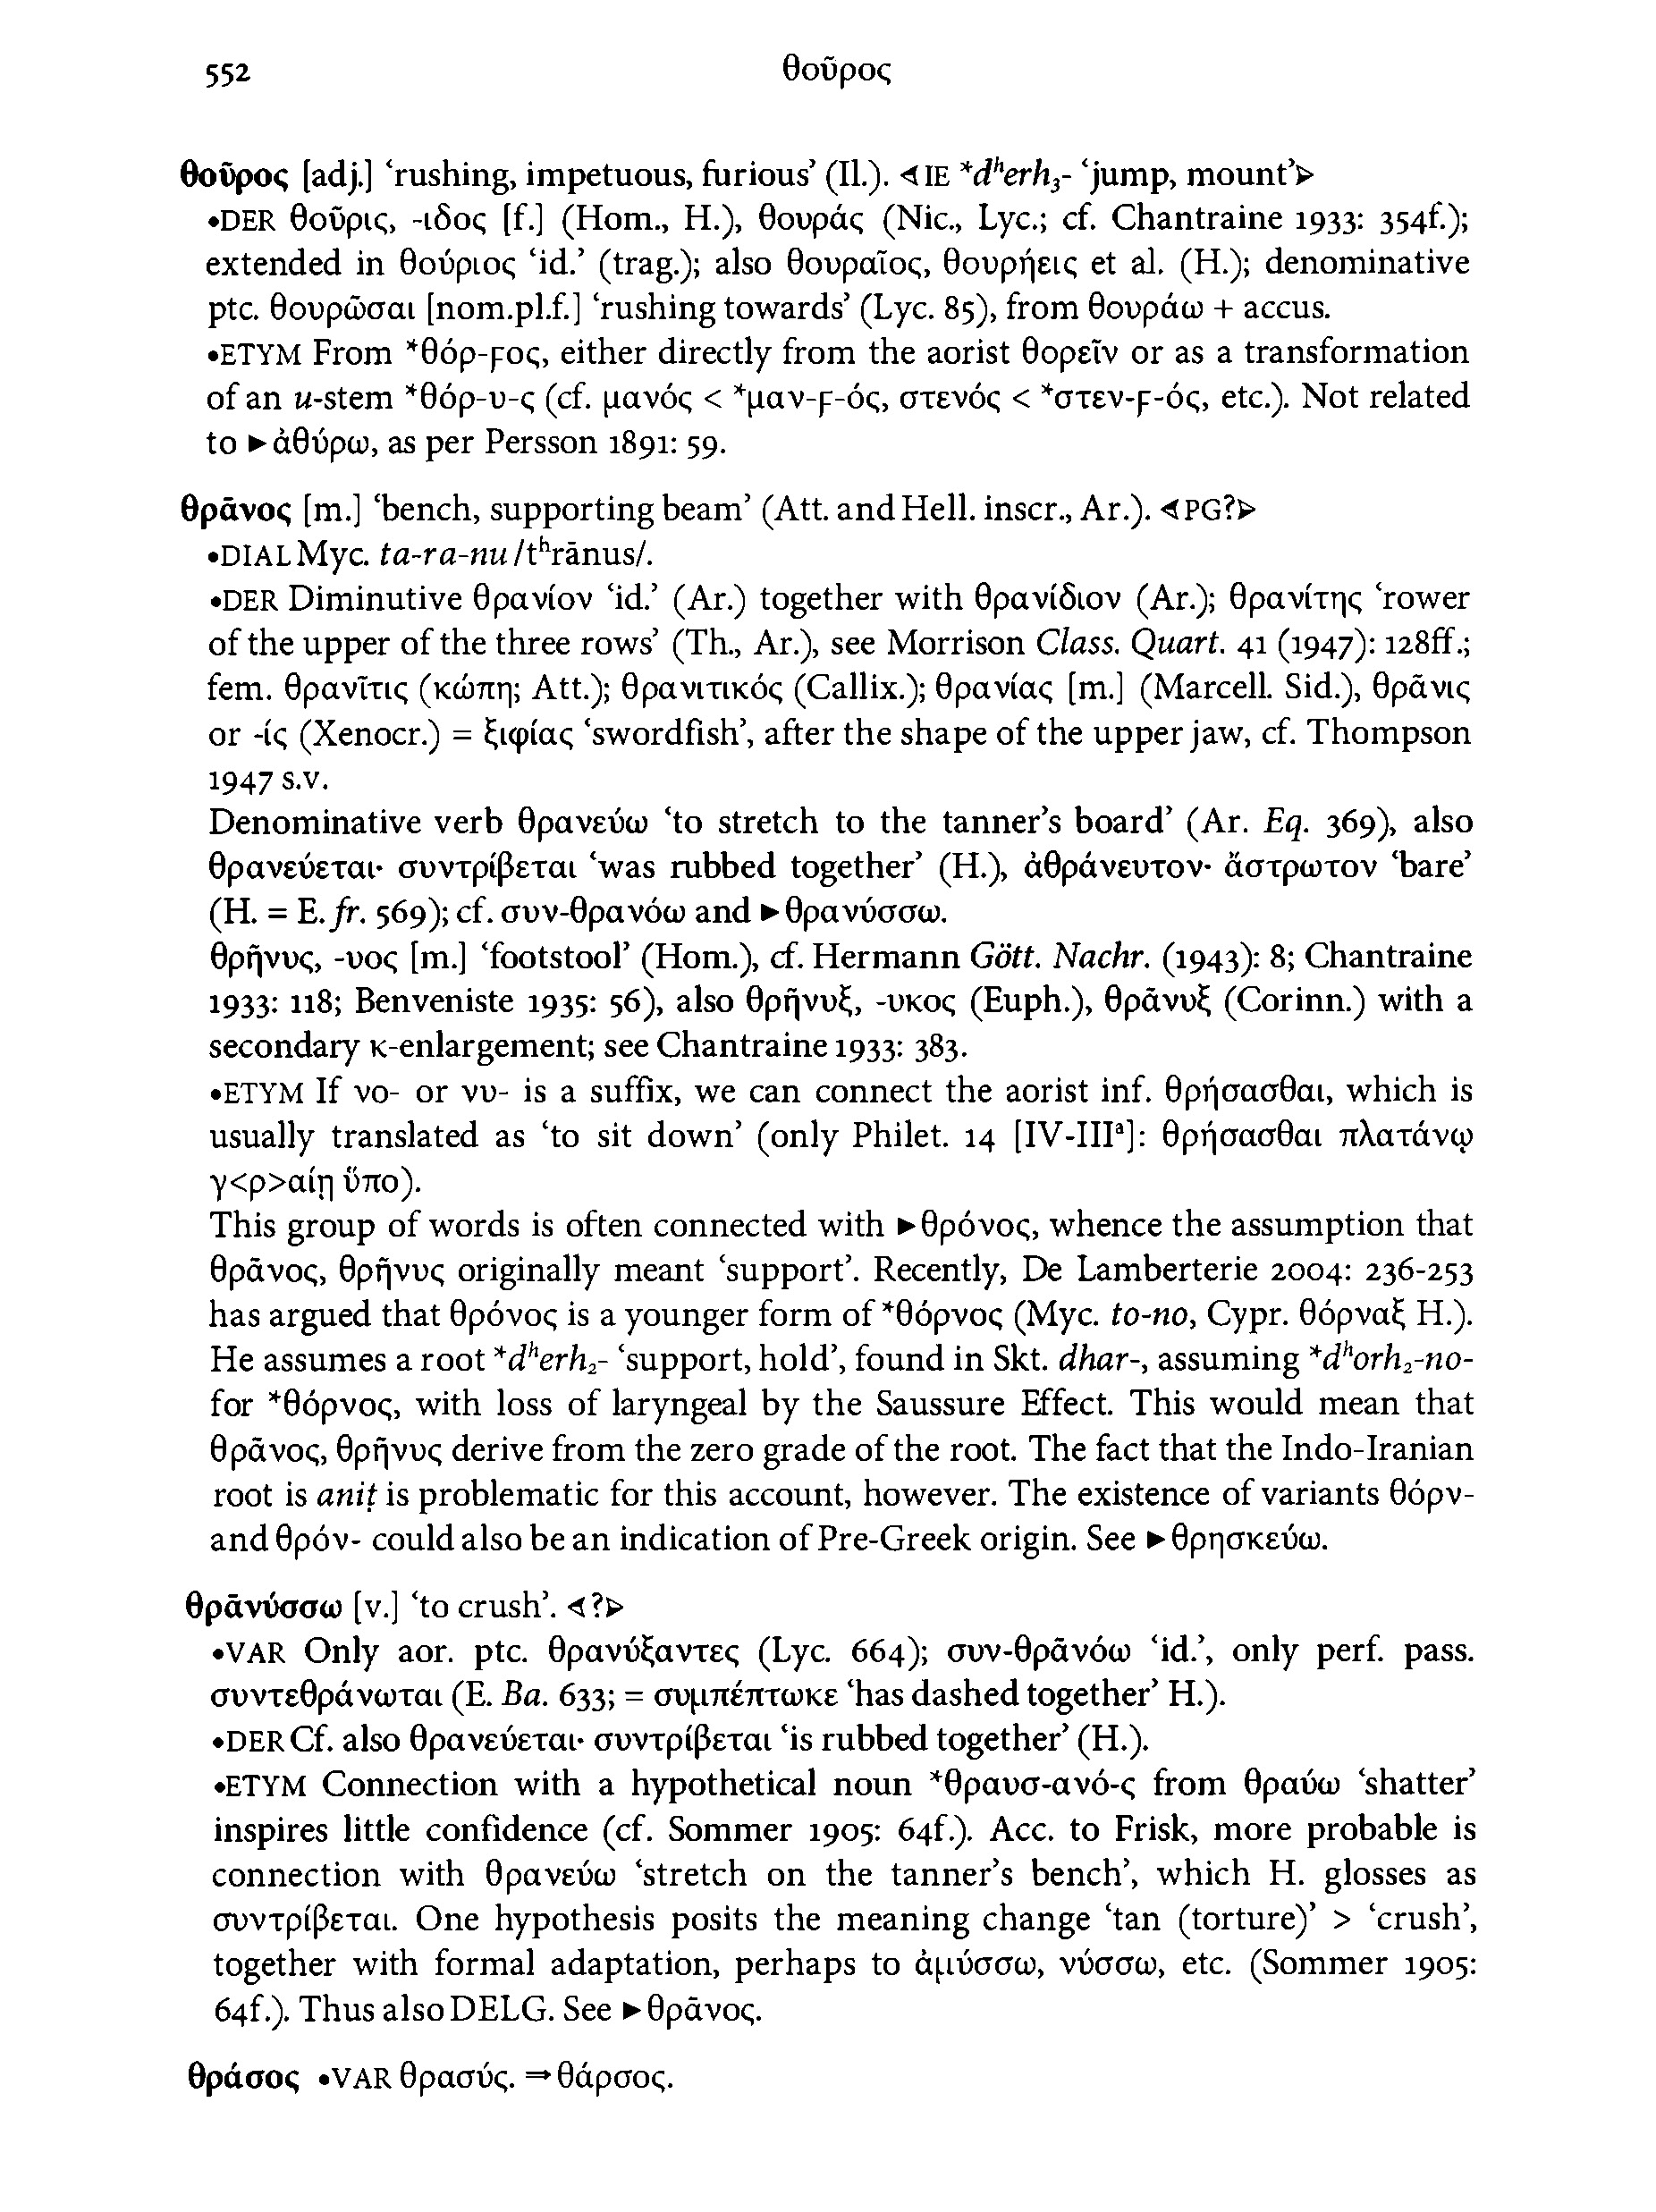 552
θοῦρος
θοῦρος [adj.] ‘rushing, impetuous, furious’ (Il.). ⊲IE *dʰerh₃- ‘jump, mount’⊳
•DER θοῦρις, -ιδος [f.] (Hom., H.), θουράς (Nic., Lyc.; cf. Chantraine 1933: 354f.);
extended in θούριος ‘id.’ (trag.); also θουραῖος, θουρήεις et al. (H.); denominative
ptc. θουρῶσαι [nom.pl.f.] ‘rushing towards’ (Lyc. 85), from θουράω + accus.
•ETYM From *θόρ-ϝος, either directly from the aorist θορεῖν or as a transformation
of an u-stem *θόρ-υ-ς (cf. μανός < *μαν-ϝ-ός, στενός < *στεν-ϝ-ός, etc.). Not related
to ►ἀθύρω, as per Persson 1891: 59.
θρᾶνος [m.] ‘bench, supporting beam’ (Att. and Hell. inscr., Ar.). ⊲PG?⊳
•DIAL Myc. ta-ra-nu /tʰrānus/.
•DER Diminutive θρανίον ‘id.’ (Ar.) together with θρανίδιον (Ar.); θρανίτης ‘rower
of the upper of the three rows’ (Th., Ar.), see Morrison Class. Quart. 41 (1947): 128ff.;
fem. θρανῖτις (κώπη; Att.); θρανιτικός (Callix.); θρανίας [m.] (Marcell. Sid.), θρᾶνις
or -ίς (Xenocr.) = ξιφίας ‘swordfish’, after the shape of the upper jaw, cf. Thompson
1947 s.v.
Denominative verb θρανεύω ‘to stretch to the tanner’s board’ (Ar. Eq. 369), also
θρανεύεται· συντρίβεται ‘was rubbed together’ (H.), ἀθράνευτον· ἄστρωτον ‘bare’
(H. = E. fr. 569); cf. συν-θρανόω and ►θρανύσσω.
θρῆνυς, -υος [m.] ‘footstool’ (Hom.), cf. Hermann Gött. Nachr. (1943): 8; Chantraine
1933: 118; Benveniste 1935: 56), also θρῆνυξ, -υκος (Euph.), θρᾶνυξ (Corinn.) with a
secondary κ-enlargement; see Chantraine 1933: 383.
•ETYM If νο- or νυ- is a suffix, we can connect the aorist inf. θρήσασθαι, which is
usually translated as ‘to sit down’ (only Philet. 14 [IV-IIIᵃ]: θρήσασθαι πλατάνῳ
γ<ρ>αίῃ ὕπο).
This group of words is often connected with ►θρόνος, whence the assumption that
θρᾶνος, θρῆνυς originally meant ‘support’. Recently, De Lamberterie 2004: 236-253
has argued that θρόνος is a younger form of *θόρνος (Myc. to-no, Cypr. θόρναξ H.).
He assumes a root *dʰerh₂- ‘support, hold’, found in Skt. dhar-, assuming *dʰorh₂-no-
for *θόρνος, with loss of laryngeal by the Saussure Effect. This would mean that
θρᾶνος, θρῆνυς derive from the zero grade of the root. The fact that the Indo-Iranian
root is aniṭ is problematic for this account, however. The existence of variants θόρν-
and θρόν- could also be an indication of Pre-Greek origin. See ►θρησκεύω.
θρᾱνύσσω [v.] ‘to crush’. ⊲?⊳
•VAR Only aor. ptc. θρανύξαντες (Lyc. 664); συν-θρᾱνόω ‘id.’, only perf. pass.
συντεθράνωται (E. Ba. 633; = συμπέπτωκε ‘has dashed together’ H.).
•DER Cf. also θρανεύεται· συντρίβεται ‘is rubbed together’ (H.).
•ETYM Connection with a hypothetical noun *θραυσ-ανό-ς from θραύω ‘shatter’
inspires little confidence (cf. Sommer 1905: 64f.). Acc. to Frisk, more probable is
connection with θρανεύω ‘stretch on the tanner’s bench’, which H. glosses as
συντρίβεται. One hypothesis posits the meaning change ‘tan (torture)’ > ‘crush’,
together with formal adaptation, perhaps to ἀμύσσω, νύσσω, etc. (Sommer 1905:
64f.). Thus also DELG. See ►θρᾶνος.
θράσος •VAR θρασύς. ⇒θάρσος.